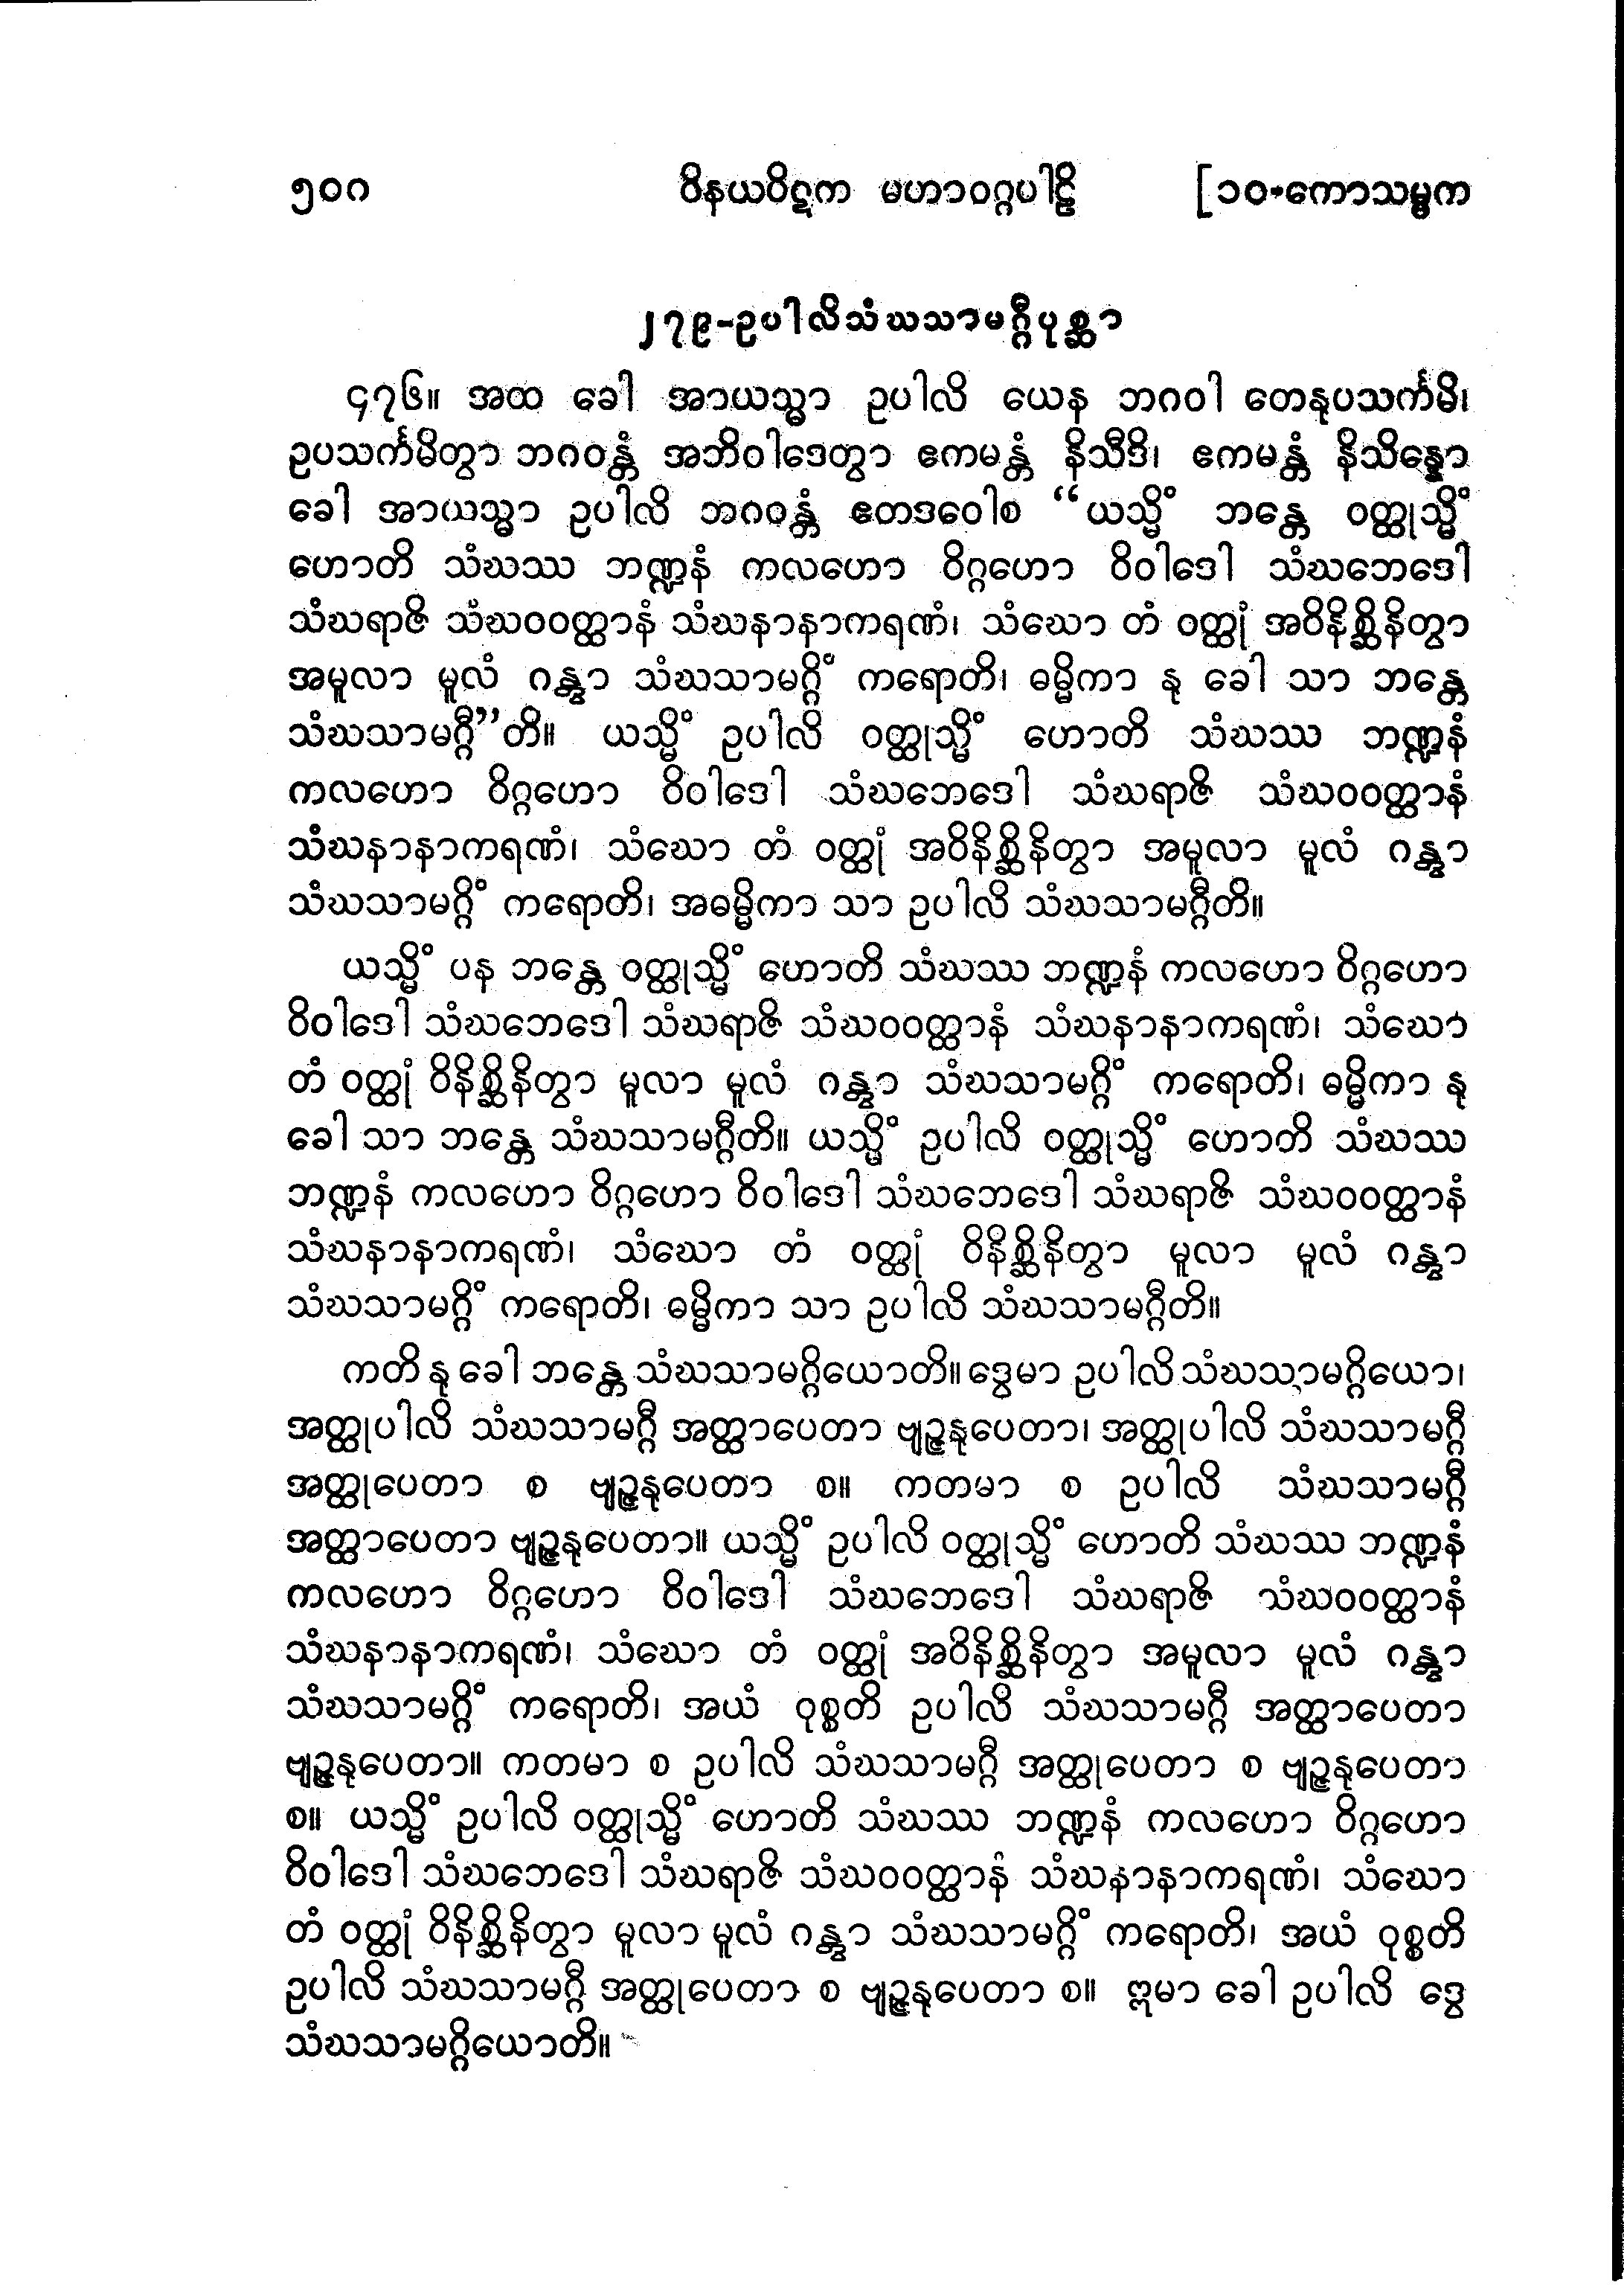 ၅၀ဂ ဝိနယပိဋက မဟာဝဂ္ဂပါဠိ [၁၀-ကောသမ္ဗက
၂၇၉-ဥပါလိသံဃသာမဂ္ဂီပုစ္ဆာ
၄၇၆။ အထ ခေါ အာယသ္မာ ဥပါလိ ယေန ဘဂဝါ တေနုပသင်္ကမိ၊
ဥပသင်္ကမိတွာ ဘဂဝန္တံ အဘိဝါဒေတွာ ဧကမန္တံ နိသီဒိ၊ ဧကမန္တံ နိသိန္နော
ခေါ အာယသ္မာ ဥပါလိ ဘဂဝန္တံ ဧတဒဝေါစ “ယသ္မိံ ဘန္တေ ဝတ္ထုသ္မိံ
ဟောတိ သံဃဿ ဘဏ္ဍနံ ကလဟော ဝိဂ္ဂဟော ဝိဝါဒေါ သံဃဘေဒေါ
သံဃရာဇိ သံဃဝဝတ္ထာနံ သံဃနာနာကရဏံ၊ သံဃော တံ ဝတ္ထုံ အဝိနိစ္ဆိနိတွာ
အမူလာ မူလံ ဂန္တွာ သံဃသာမဂ္ဂိံ ကရောတိ၊ ဓမ္မိကာ နု ခေါ သာ ဘန္တေ
သံဃသာမဂ္ဂီ”တိ။ ယသ္မိံ ဥပါလိ ဝတ္ထုသ္မိံ ဟောတိ သံဃဿ ဘဏ္ဍနံ
ကလဟော ဝိဂ္ဂဟော ဝိဝါဒေါ သံဃဘေဒေါ သံဃရာဇိ သံဃဝဝတ္ထာနံ
သံဃနာနာကရဏံ၊ သံဃော တံ ဝတ္ထုံ အဝိနိစ္ဆိနိတွာ အမူလာ မူလံ ဂန္တွာ
သံဃသာမဂ္ဂိံ ကရောတိ၊ အဓမ္မိကာ သာ ဥပါလိ သံဃသာမဂ္ဂီတိ။
ယသ္မိံ ပန ဘန္တေ ဝတ္ထုသ္မိံ ဟောတိ သံဃဿ ဘဏ္ဍနံ ကလဟော ဝိဂ္ဂဟော
ဝိဝါဒေါ သံဃဘေဒေါ သံဃရာဇိ သံဃဝဝတ္ထာနံ သံဃနာနာကရဏံ၊ သံဃော
တံ ဝတ္ထုံ ဝိနိစ္ဆိနိတွာ မူလာ မူလံ ဂန္တွာ သံဃသာမဂ္ဂိံ ကရောတိ၊ ဓမ္မိကာ နု
ခေါ သာ ဘန္တေ သံဃသာမဂ္ဂီတိ။ ယသ္မိံ ဥပါလိ ဝတ္ထုသ္မိံ ဟောတိ သံဃဿ
ဘဏ္ဍနံ ကလဟော ဝိဂ္ဂဟော ဝိဝါဒေါ သံဃဘေဒေါ သံဃရာဇိ သံဃဝဝတ္ထာနံ
သံဃနာနာကရဏံ၊ သံဃော တံ ဝတ္ထုံ ဝိနိစ္ဆိနိတွာ မူလာ မူလံ ဂန္တွာ
သံဃသာမဂ္ဂိံ ကရောတိ၊ ဓမ္မိကာ သာ ဥပါလိ သံဃသာမဂ္ဂီတိ။
ကတိ နု ခေါ ဘန္တေ သံဃသာမဂ္ဂိယောတိ။ ဒွေမာ ဥပါလိ သံဃသာမဂ္ဂိယော၊
အတ္ထုပါလိ သံဃသာမဂ္ဂီ အတ္ထာပေတာ ဗျဉ္ဇနုပေတာ၊ အတ္ထုပါလိ သံဃသာမဂ္ဂီ
အတ္ထုပေတာ စ ဗျဉ္ဇနုပေတာ စ။ ကတမာ စ ဥပါလိ သံဃသာမဂ္ဂီ
အတ္ထာပေတာ ဗျဉ္ဇနုပေတာ။ ယသ္မိံ ဥပါလိ ဝတ္ထုသ္မိံ ဟောတိ သံဃဿ ဘဏ္ဍနံ
ကလဟော ဝိဂ္ဂဟော ဝိဝါဒေါ သံဃဘေဒေါ သံဃရာဇိ သံဃဝဝတ္ထာနံ
သံဃနာနာကရဏံ၊ သံဃော တံ ဝတ္ထုံ အဝိနိစ္ဆိနိတွာ အမူလာ မူလံ ဂန္တွာ
သံဃသာမဂ္ဂိံ ကရောတိ၊ အယံ ဝုစ္စတိ ဥပါလိ သံဃသာမဂ္ဂီ အတ္ထာပေတာ
ဗျဉ္ဇနုပေတာ။ ကတမာ စ ဥပါလိ သံဃသာမဂ္ဂီ အတ္ထုပေတာ စ ဗျဉ္ဇနုပေတာ
စ။ ယသ္မိံ ဥပါလိ ဝတ္ထုသ္မိံ ဟောတိ သံဃဿ ဘဏ္ဍနံ ကလဟော ဝိဂ္ဂဟော
ဝိဝါဒေါ သံဃဘေဒေါ သံဃရာဇိ သံဃဝဝတ္ထာနံ သံဃနာနာကရဏံ၊ သံဃော
တံ ဝတ္ထုံ ဝိနိစ္ဆိနိတွာ မူလာ မူလံ ဂန္တွာ သံဃသာမဂ္ဂိံ ကရောတိ၊ အယံ ဝုစ္စတိ
ဥပါလိ သံဃသာမဂ္ဂီ အတ္ထုပေတာ စ ဗျဉ္ဇနုပေတာ စ။ ဣမာ ခေါ ဥပါလိ ဒွေ
သံဃသာမဂ္ဂိယောတိ။